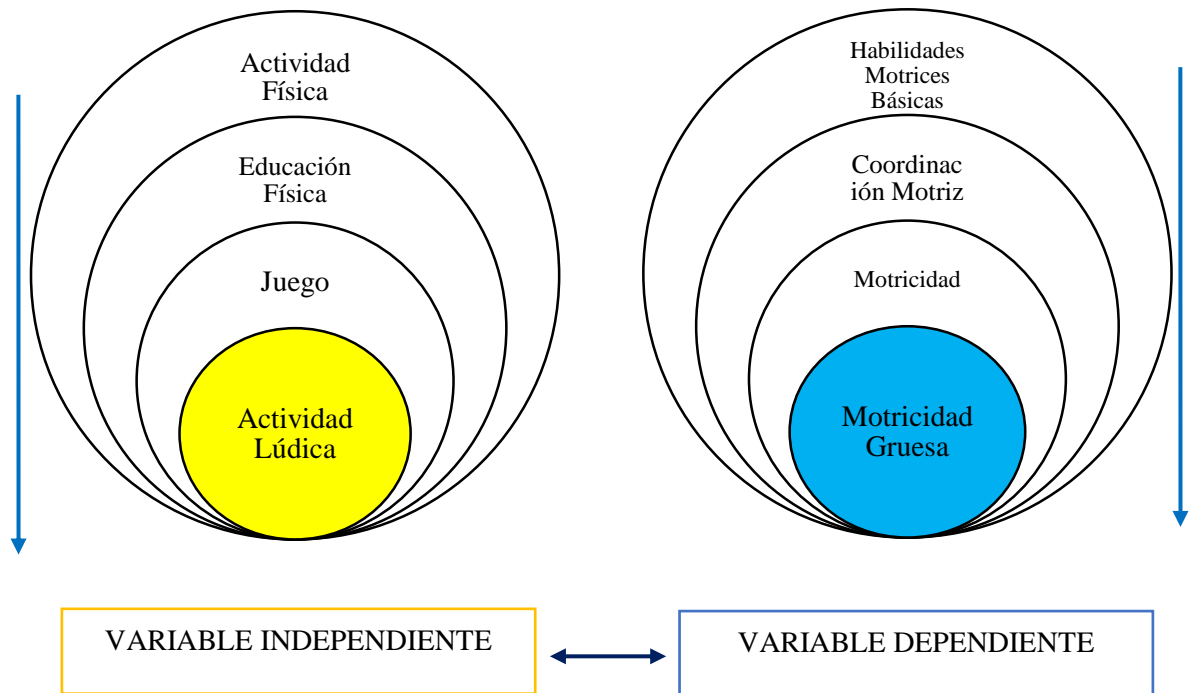 Actividad
Física
Educación
Física
Juego
Actividad
Lúdica
Habilidades
Motrices
Básicas
Coordinac
ión Motriz
Motricidad
Motricidad
Gruesa
VARIABLE INDEPENDIENTE
VARIABLE DEPENDIENTE